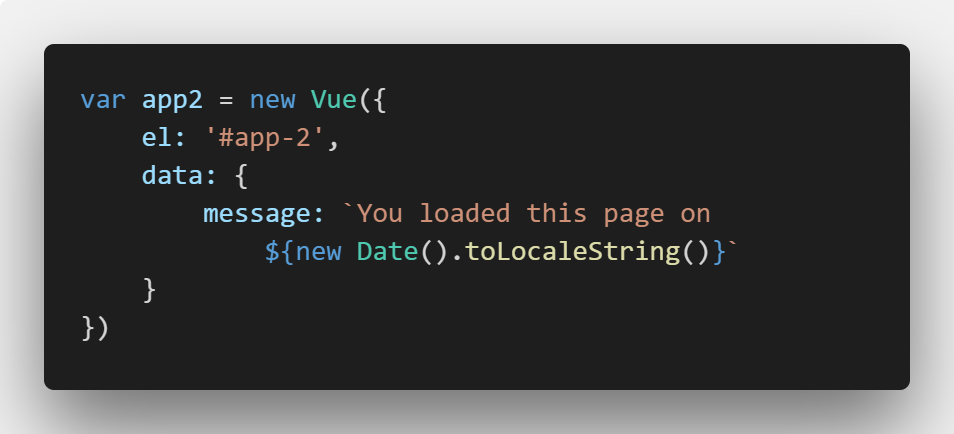 var app2 = new Vue({
    el: '#app-2',
    data: {
        message: `You loaded this page on
            ${new Date().toLocaleString()}`
    }
})